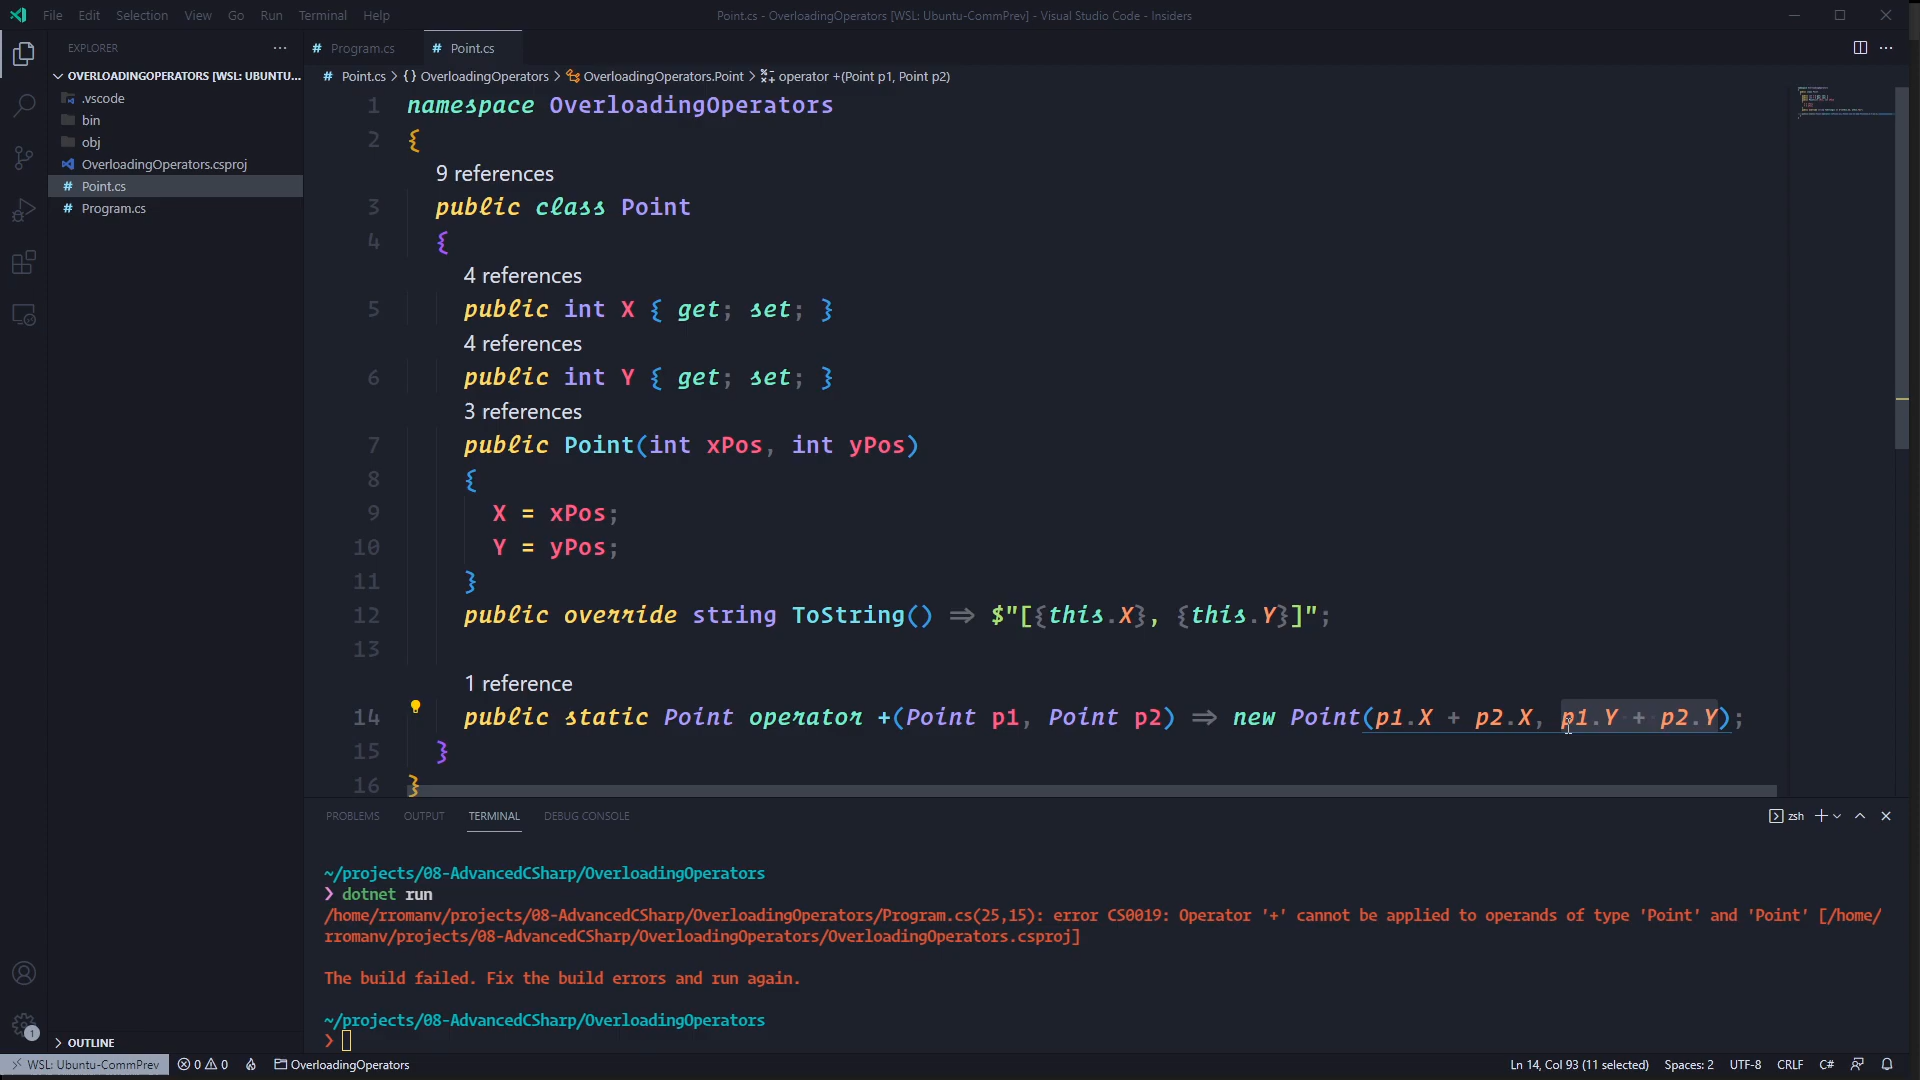 File Edit Selection View Go Run Terminal Help
Point.cs - OverloadingOperators [WSL: Ubuntu-CommPrev] - Visual Studio Code - Insiders
EXPLORER
OVERLOADINGOPERATORS [WSL: UBUNTU...
.vscode
bin
obj
OverloadingOperators.csproj
# Point.cs
# Program.cs
OUTLINE
# Program.cs
# Point.cs
# Point.cs > {} OverloadingOperators > OverloadingOperators.Point > operator +(Point p1, Point p2)
1 namespace OverloadingOperators
2 {
9 references
3 public class Point
4 {
4 references
5 public int X { get; set; }
4 references
6 public int Y { get; set; }
3 references
7 public Point(int xPos, int yPos)
8 {
9 X = xPos;
10 Y = yPos;
11 }
12 public override string ToString() => $"[{this.X}, {this.Y}]";
13
1 reference
14 public static Point operator +(Point p1, Point p2) => new Point(p1.X + p2.X, p1.Y + p2.Y);
15 }
16 }
PROBLEMS OUTPUT TERMINAL DEBUG CONSOLE
zsh
~/projects/08-AdvancedCSharp/OverloadingOperators
❯ dotnet run
/home/rromanv/projects/08-AdvancedCSharp/OverloadingOperators/Program.cs(25,15): error CS0019: Operator '+' cannot be applied to operands of type 'Point' and 'Point' [/home/
rromanv/projects/08-AdvancedCSharp/OverloadingOperators/OverloadingOperators.csproj]
The build failed. Fix the build errors and run again.
~/projects/08-AdvancedCSharp/OverloadingOperators
❯
1
WSL: Ubuntu-CommPrev 0 0 OverloadingOperators
Ln 14, Col 93 (11 selected) Spaces: 2 UTF-8 CRLF C#